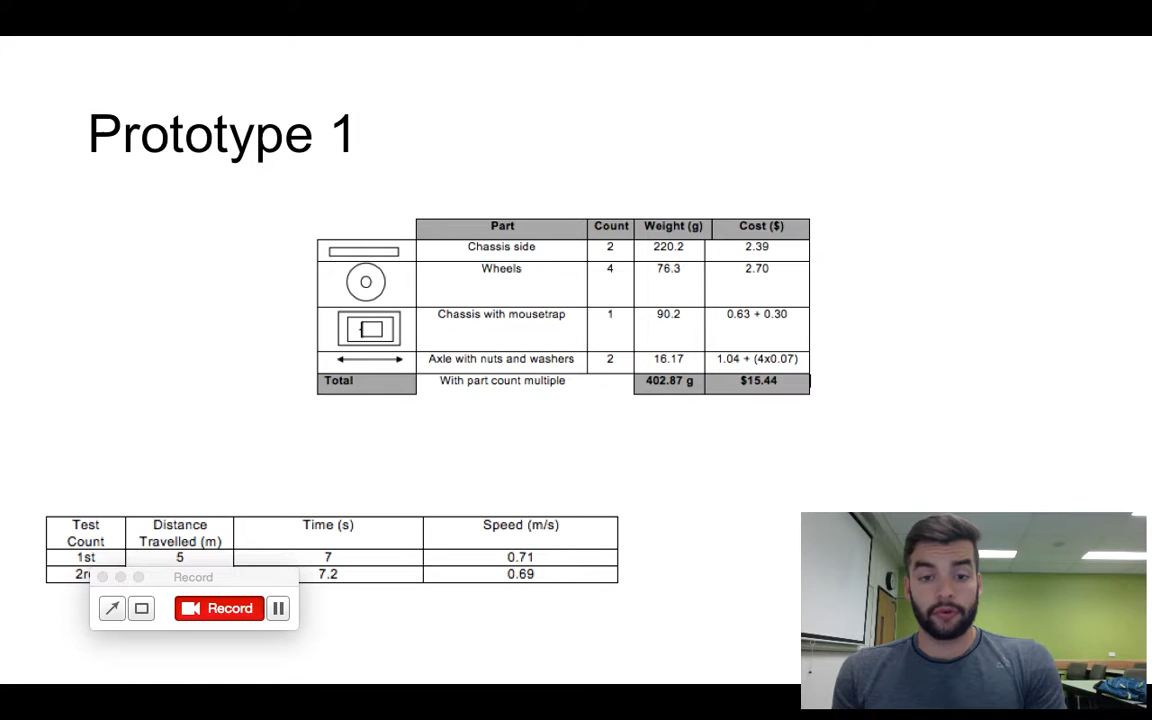 Prototype 1
Part Count Weight (g) Cost ($)
Chassis side 2 220.2 2.39
Wheels 4 76.3 2.70
Chassis with mousetrap 1 90.2 0.63 + 0.30
Axle with nuts and washers 2 16.17 1.04 + (4x0.07)
Total With part count multiple 402.87 g $15.44
Test Distance Time (s) Speed (m/s)
Count Travelled (m)
1st 5 7 0.71
7.2 0.69
Record
Record